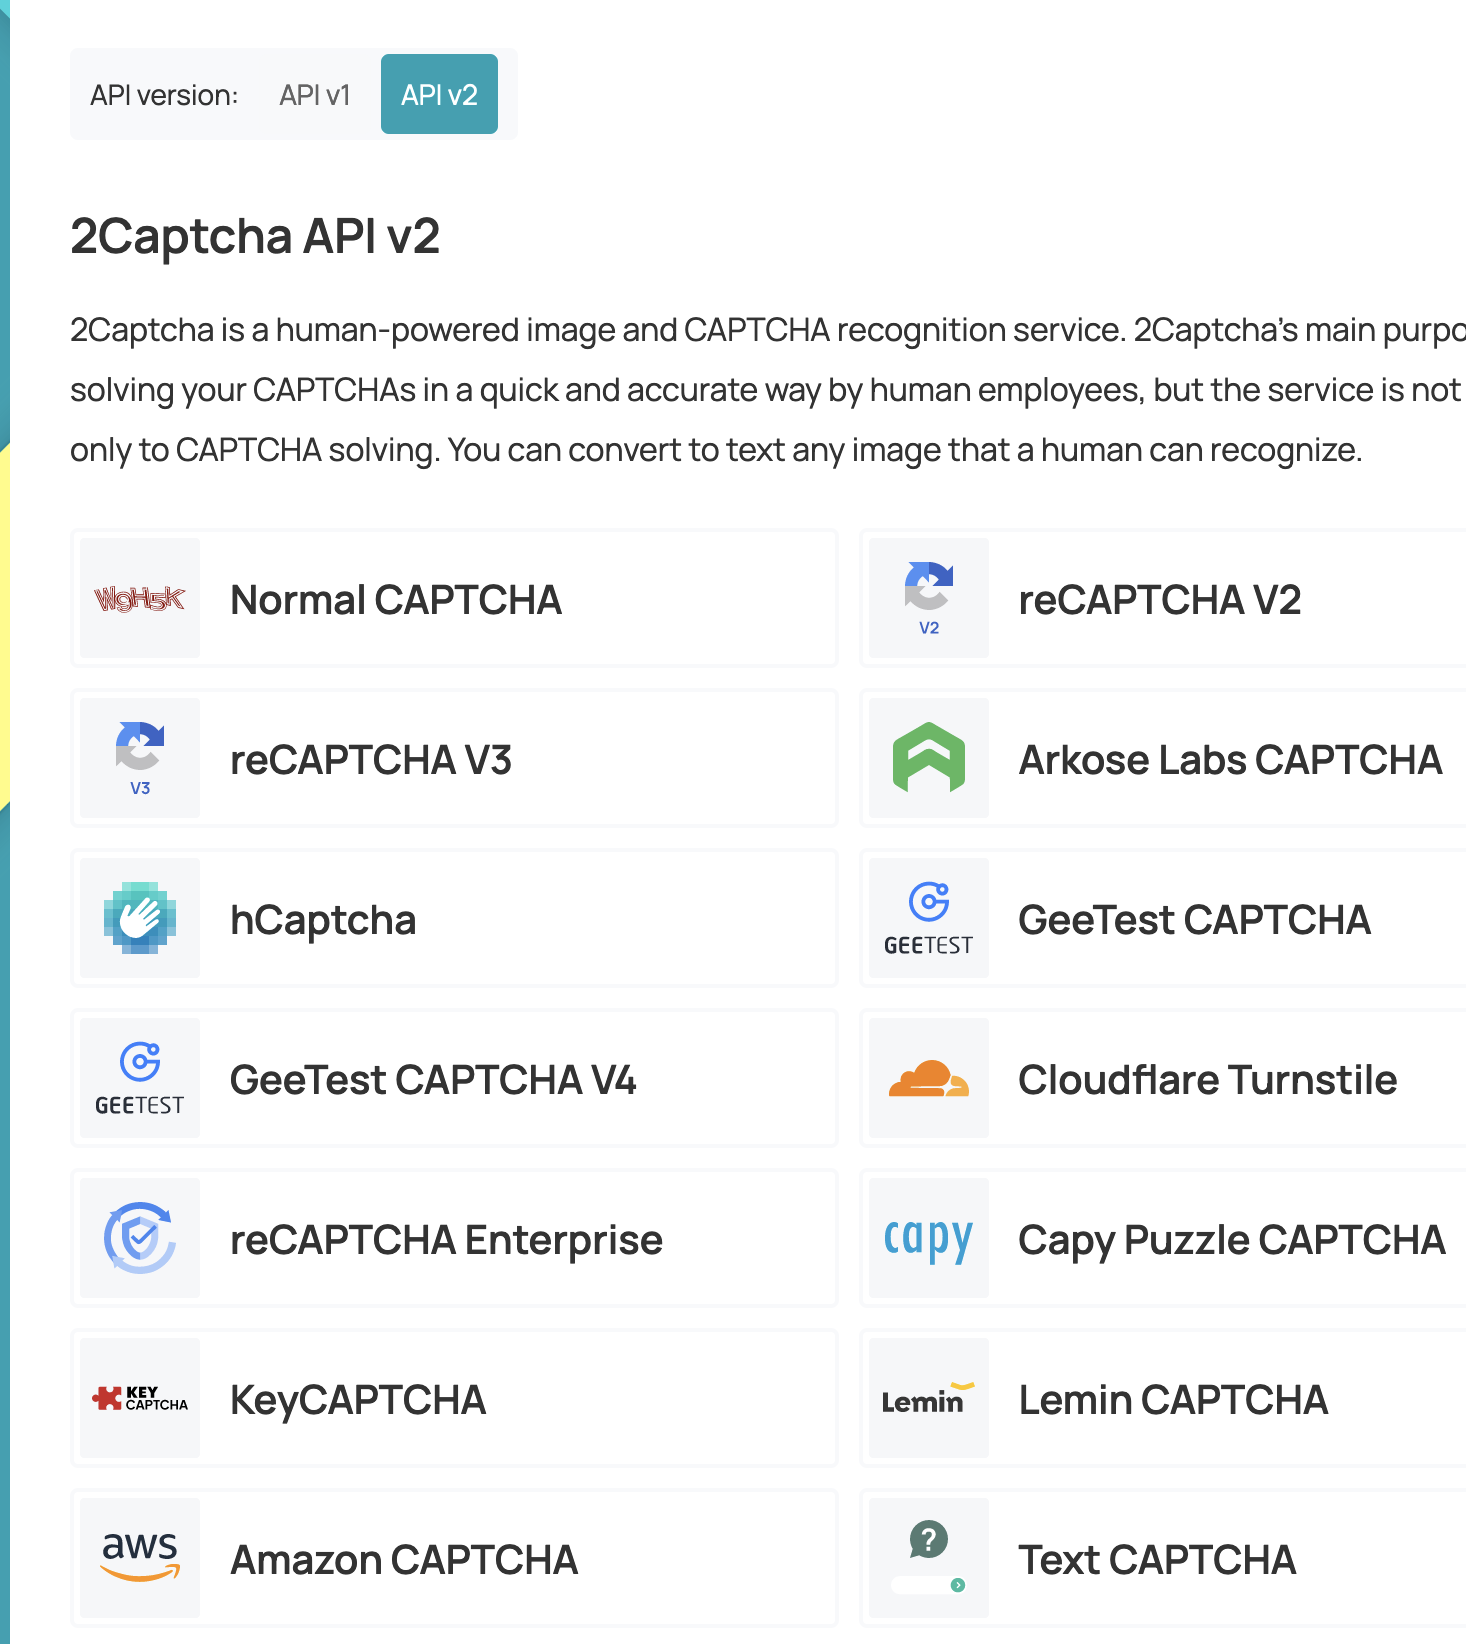 API version: API v1 API v2
2Captcha API v2
2Captcha is a human-powered image and CAPTCHA recognition service. 2Captcha's main purpo
solving your CAPTCHAs in a quick and accurate way by human employees, but the service is not
only to CAPTCHA solving. You can convert to text any image that a human can recognize.
W9H5K Normal CAPTCHA
V2 reCAPTCHA V2
V3 reCAPTCHA V3
Arkose Labs CAPTCHA
hCaptcha
GEETEST GeeTest CAPTCHA
GEETEST GeeTest CAPTCHA V4
Cloudflare Turnstile
reCAPTCHA Enterprise
capy Capy Puzzle CAPTCHA
KEY
CAPTCHA KeyCAPTCHA
Lemin Lemin CAPTCHA
aws Amazon CAPTCHA
? Text CAPTCHA